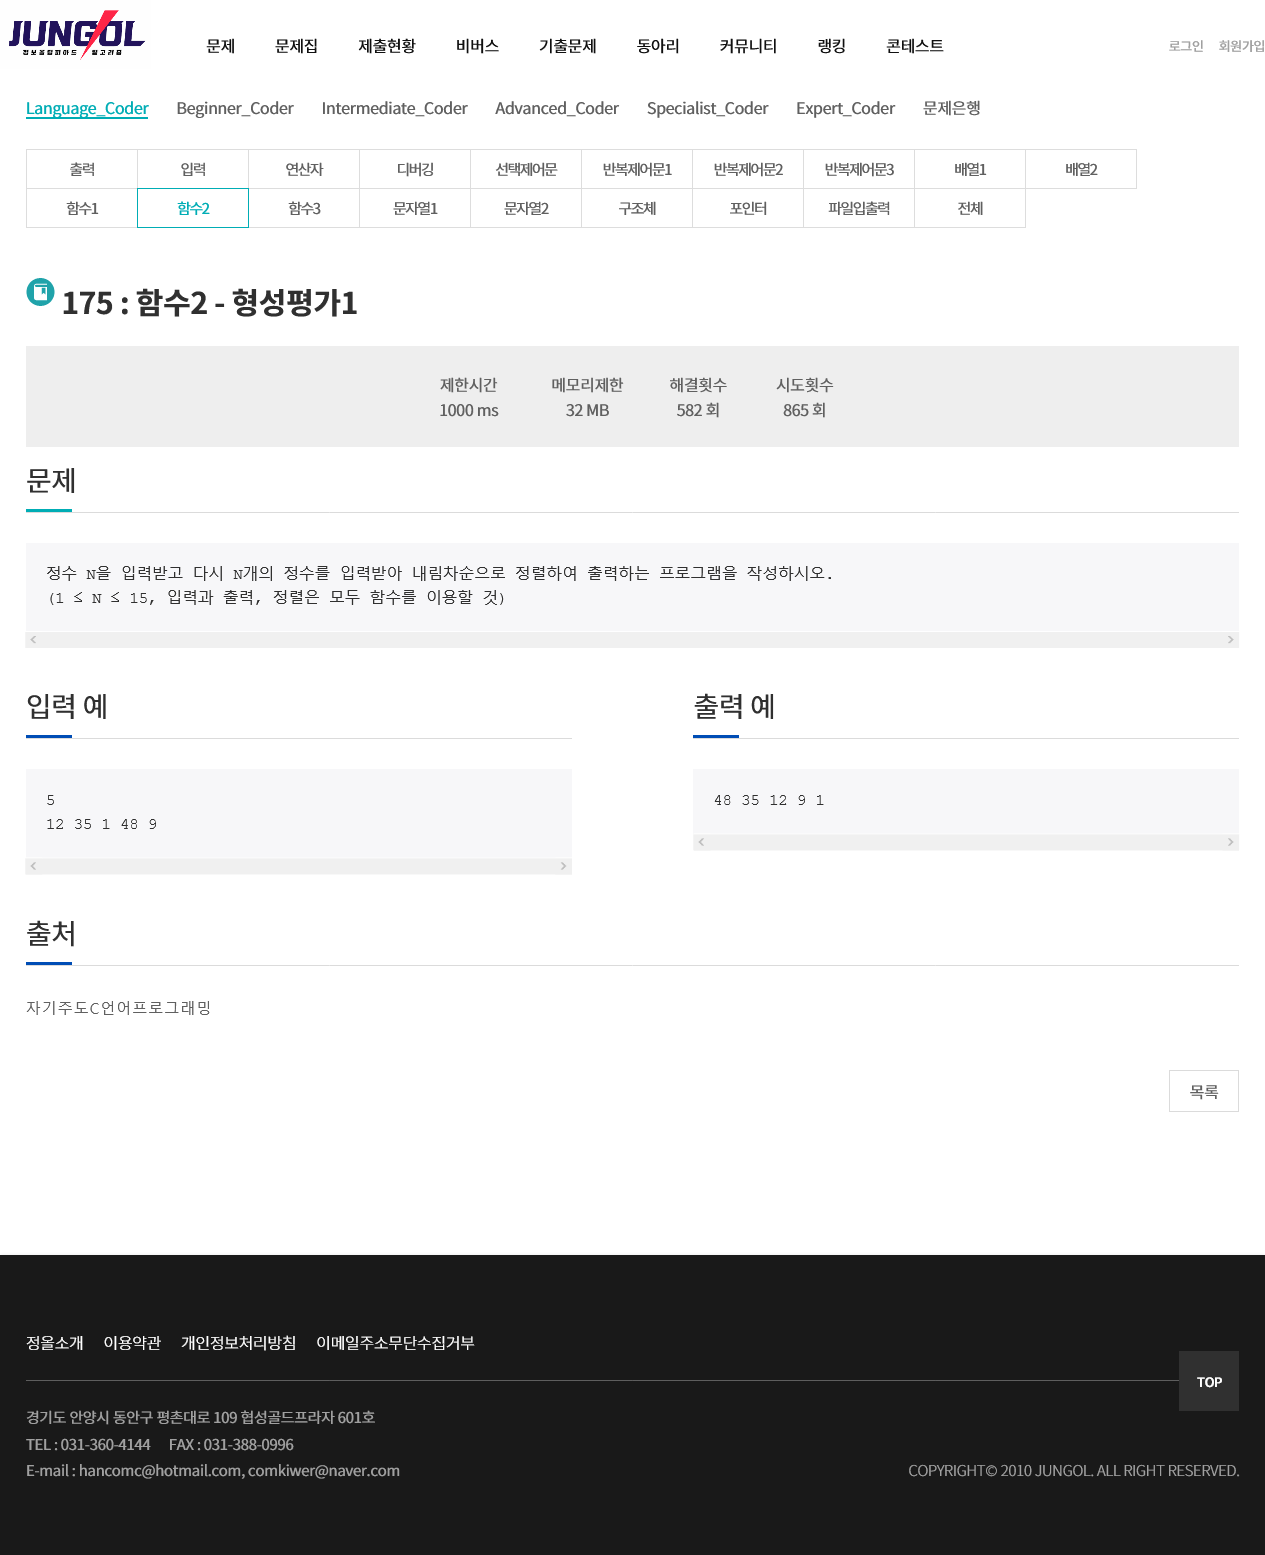 JUNGOL
정보올림피아드 알고리즘
문제 문제집 제출현황 비버스 기출문제 동아리 커뮤니티 랭킹 콘테스트
로그인 회원가입
Language_Coder Beginner_Coder Intermediate_Coder Advanced_Coder Specialist_Coder Expert_Coder 문제은행
출력 입력 연산자 디버깅 선택제어문 반복제어문1 반복제어문2 반복제어문3 배열1 배열2
함수1 함수2 함수3 문자열1 문자열2 구조체 포인터 파일입출력 전체
175 : 함수2 - 형성평가1
제한시간 메모리제한 해결횟수 시도횟수
1000 ms 32 MB 582 회 865 회
문제
정수 N을 입력받고 다시 N개의 정수를 입력받아 내림차순으로 정렬하여 출력하는 프로그램을 작성하시오.
(1 ≤ N ≤ 15, 입력과 출력, 정렬은 모두 함수를 이용할 것)
입력 예
5
12 35 1 48 9
출력 예
48 35 12 9 1
출처
자기주도C언어프로그래밍
목록
정올소개 이용약관 개인정보처리방침 이메일주소무단수집거부
TOP
경기도 안양시 동안구 평촌대로 109 협성골드프라자 601호
TEL : 031-360-4144 FAX : 031-388-0996
E-mail : hancomc@hotmail.com, comkiwer@naver.com
COPYRIGHT© 2010 JUNGOL. ALL RIGHT RESERVED.